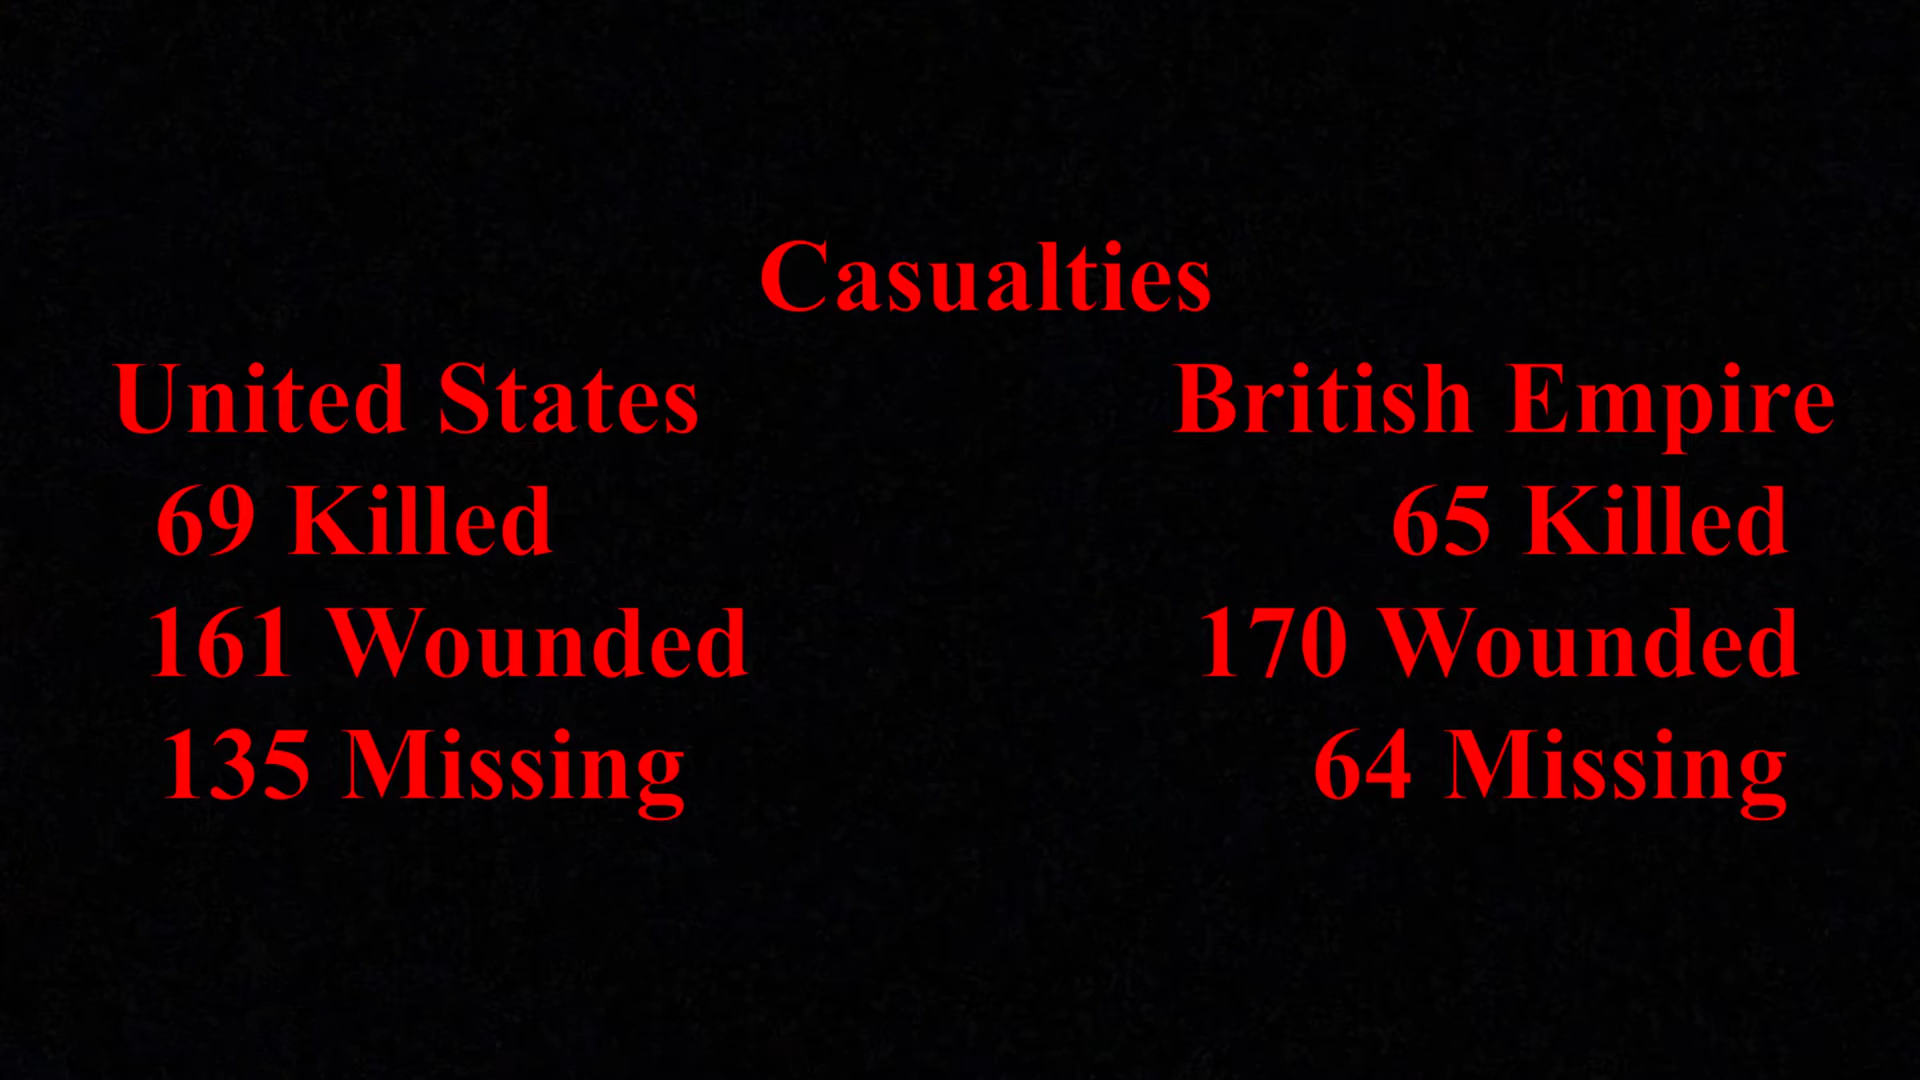 Casualties
United States British Empire
69 Killed 65 Killed
161 Wounded 170 Wounded
135 Missing 64 Missing